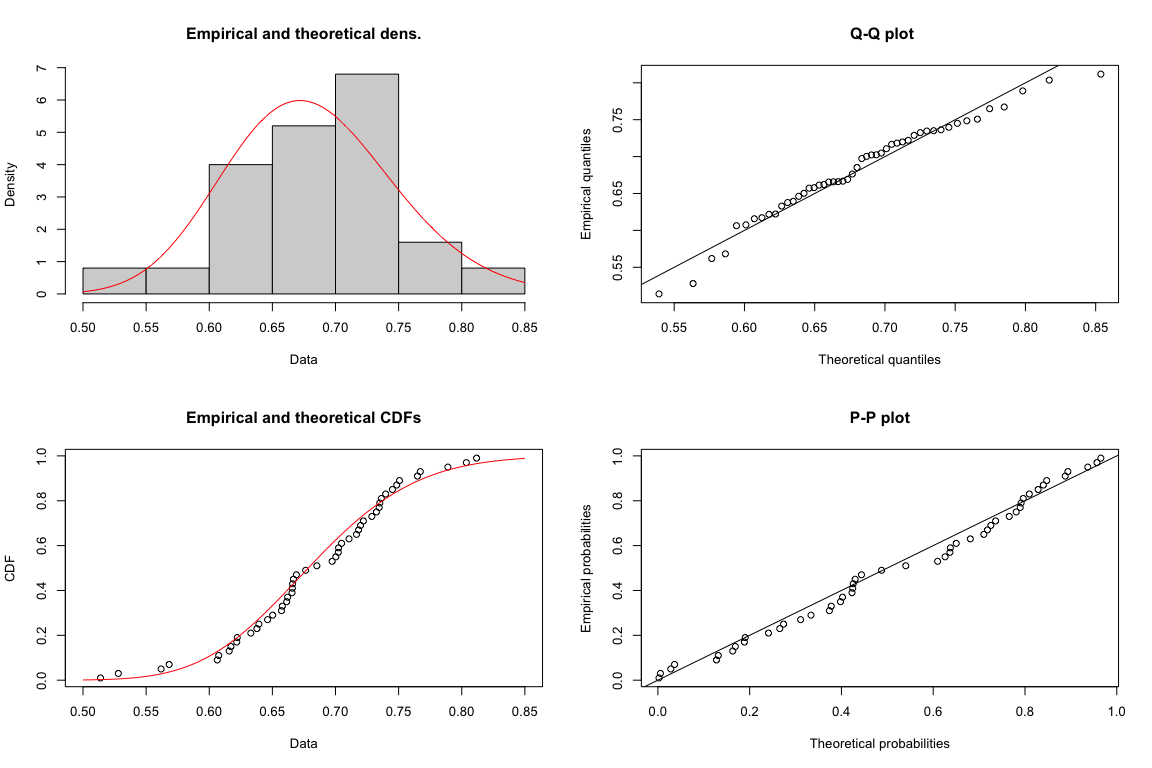 Empirical and theoretical dens.
Density
0 1 2 3 4 5 6 7
0.50 0.55 0.60 0.65 0.70 0.75 0.80 0.85
Data
Q-Q plot
Empirical quantiles
0.55 0.65 0.75
0.55 0.60 0.65 0.70 0.75 0.80 0.85
Theoretical quantiles
Empirical and theoretical CDFs
CDF
0.0 0.2 0.4 0.6 0.8 1.0
0.50 0.55 0.60 0.65 0.70 0.75 0.80 0.85
Data
P-P plot
Empirical probabilities
0.0 0.2 0.4 0.6 0.8 1.0
0.0 0.2 0.4 0.6 0.8 1.0
Theoretical probabilities